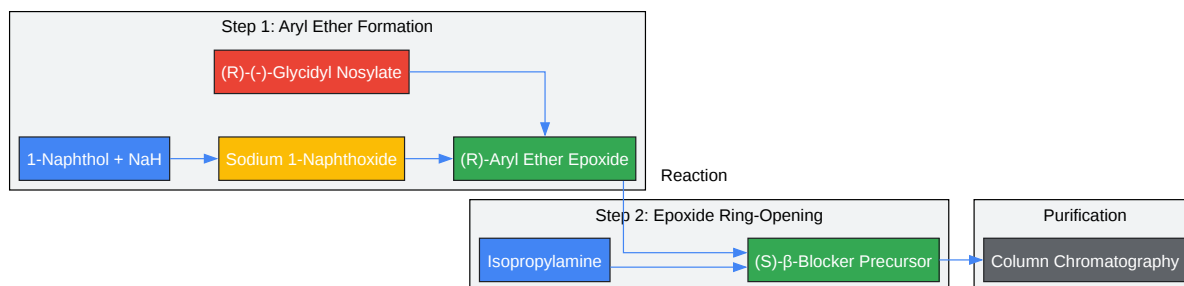 Step 1: Aryl Ether Formation
(R)-(-)-Glycidyl Nosylate
1-Naphthol + NaH
Sodium 1-Naphthoxide
(R)-Aryl Ether Epoxide
Reaction
Step 2: Epoxide Ring-Opening
Isopropylamine
(S)-β-Blocker Precursor
Purification
Column Chromatography